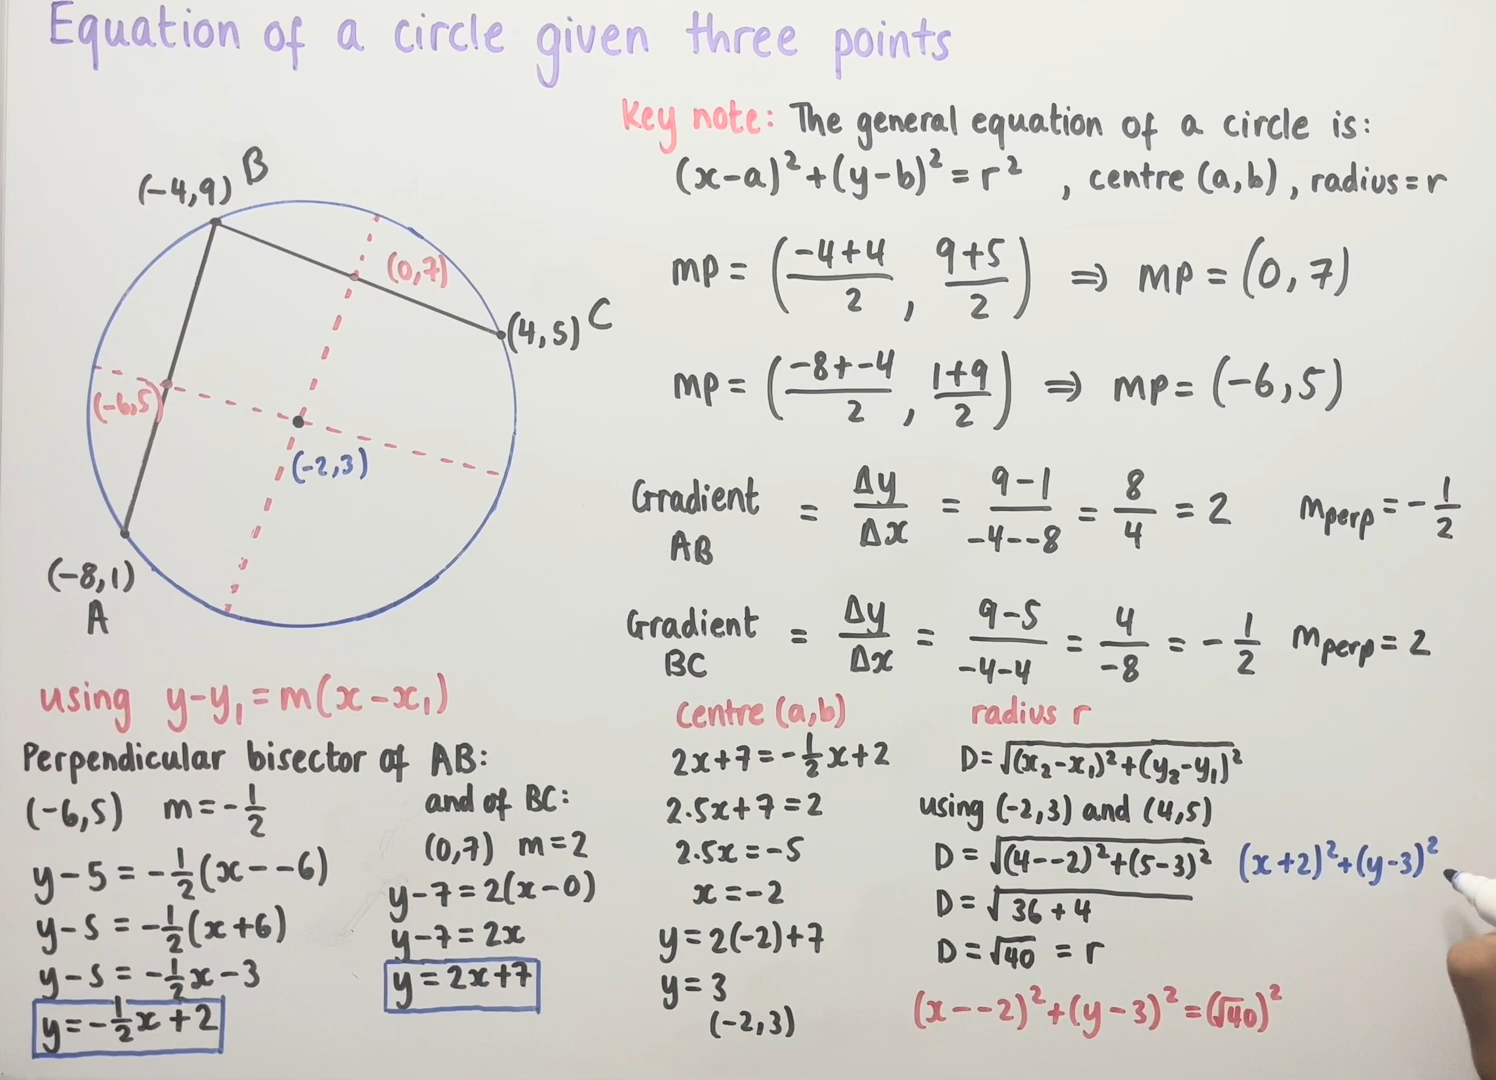 Equation of a circle given three points
Key note: The general equation of a circle is:
(x-a)²+(y-b)²=r² , centre (a,b), radius=r
B
(-4,9)
(0,7)
(4,5) C
(-6,5)
(-2,3)
(-8,1)
A
mp = (-4+4/2 , 9+5/2) ⇒ mp = (0,7)
mp = (-8+-4/2 , 1+9/2) ⇒ mp = (-6,5)
Gradient AB = Δy/Δx = 9-1/-4--8 = 8/4 = 2 mperp = -1/2
Gradient BC = Δy/Δx = 9-5/-4-4 = 4/-8 = -1/2 mperp = 2
using y-y₁=m(x-x₁)
Perpendicular bisector of AB:
(-6,5) m=-1/2
y-5=-1/2(x--6)
y-5=-1/2(x+6)
y-5=-1/2x-3
y=-1/2x+2
and of BC:
(0,7) m=2
y-7=2(x-0)
y-7=2x
y=2x+7
centre (a,b)
2x+7=-1/2x+2
2.5x+7=2
2.5x=-5
x=-2
y=2(-2)+7
y=3
(-2,3)
radius r
D=√(x₂-x₁)²+(y₂-y₁)²
using (-2,3) and (4,5)
D=√(4--2)²+(5-3)²
D=√36+4
D=√40 = r
(x--2)²+(y-3)²=(√40)²
(x+2)²+(y-3)²